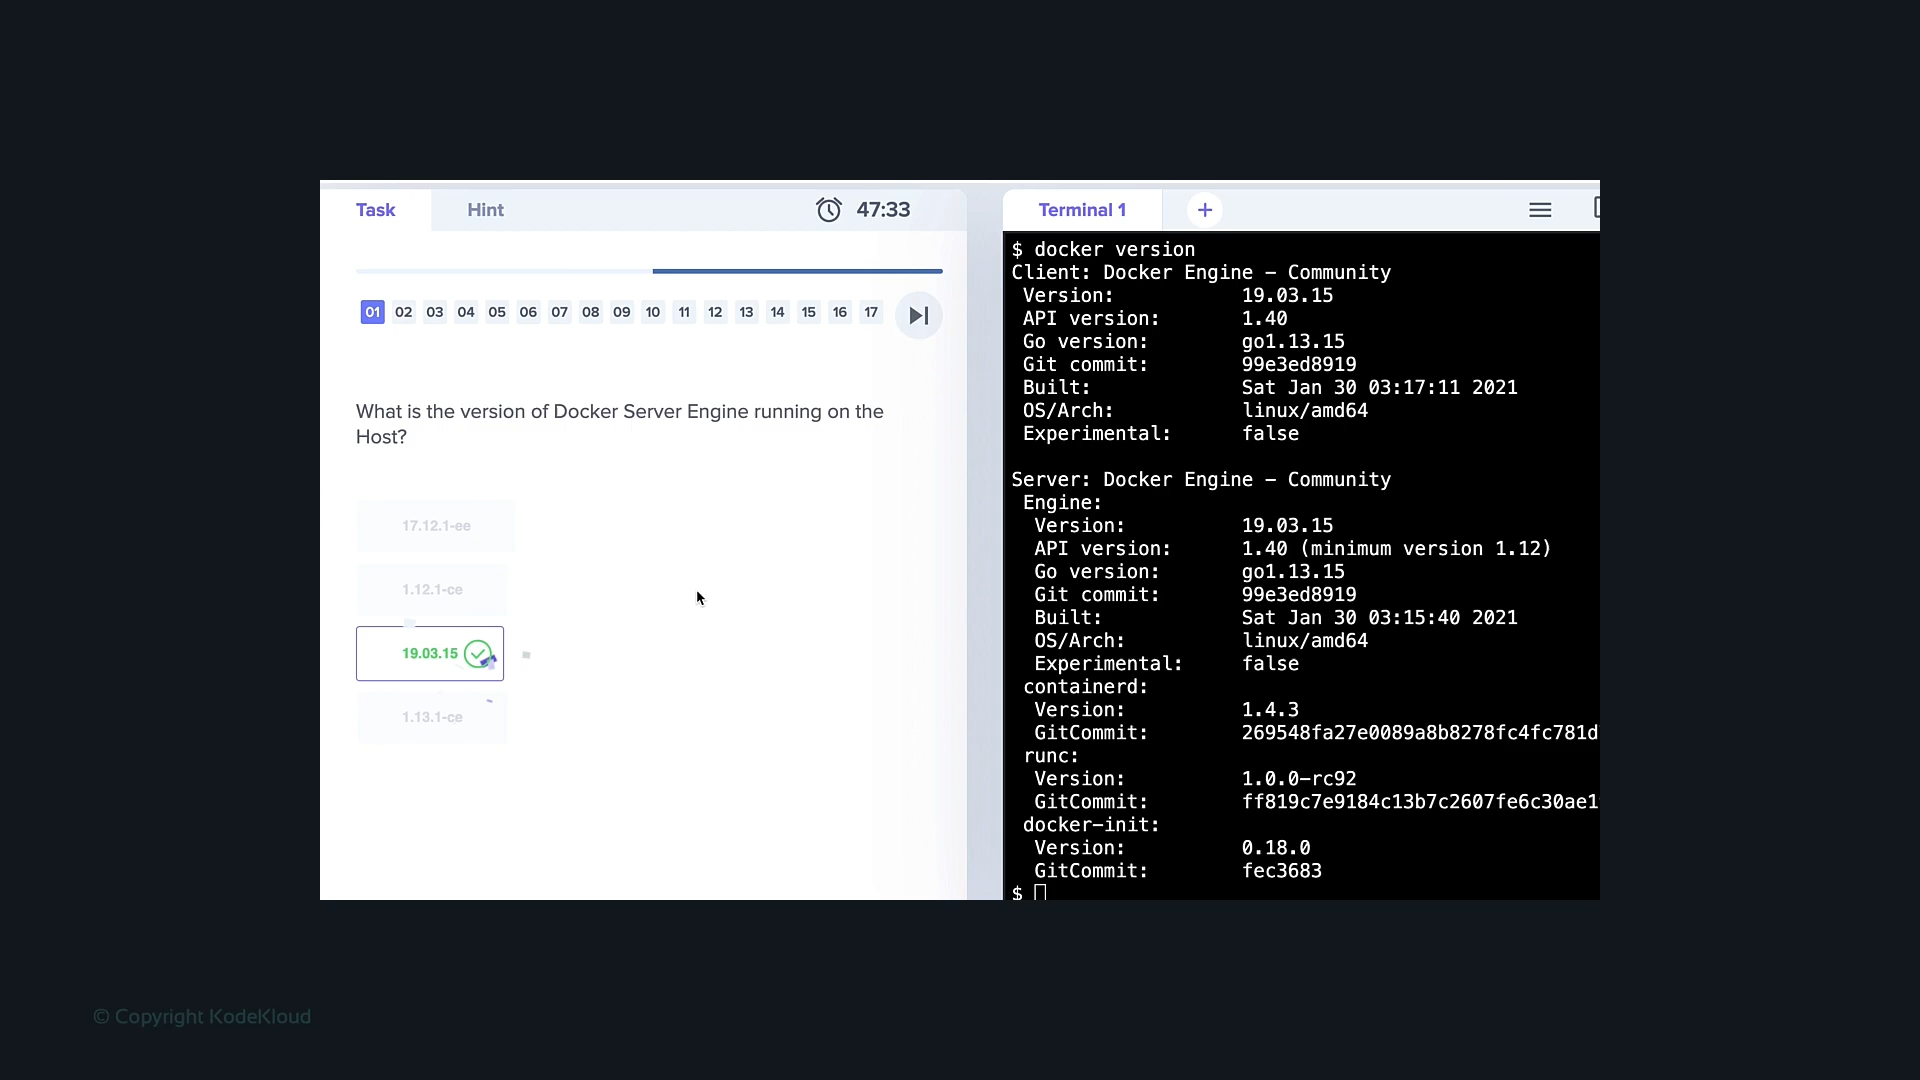 Task Hint 47:33
01 02 03 04 05 06 07 08 09 10 11 12 13 14 15 16 17
What is the version of Docker Server Engine running on the
Host?
17.12.1-ee
1.12.1-ce
19.03.15
1.13.1-ce
Terminal 1 +
$ docker version
Client: Docker Engine - Community
Version: 19.03.15
API version: 1.40
Go version: go1.13.15
Git commit: 99e3ed8919
Built: Sat Jan 30 03:17:11 2021
OS/Arch: linux/amd64
Experimental: false
Server: Docker Engine - Community
Engine:
Version: 19.03.15
API version: 1.40 (minimum version 1.12)
Go version: go1.13.15
Git commit: 99e3ed8919
Built: Sat Jan 30 03:15:40 2021
OS/Arch: linux/amd64
Experimental: false
containerd:
Version: 1.4.3
GitCommit: 269548fa27e0089a8b8278fc4fc781d
runc:
Version: 1.0.0-rc92
GitCommit: ff819c7e9184c13b7c2607fe6c30ae1
docker-init:
Version: 0.18.0
GitCommit: fec3683
$
© Copyright KodeKloud